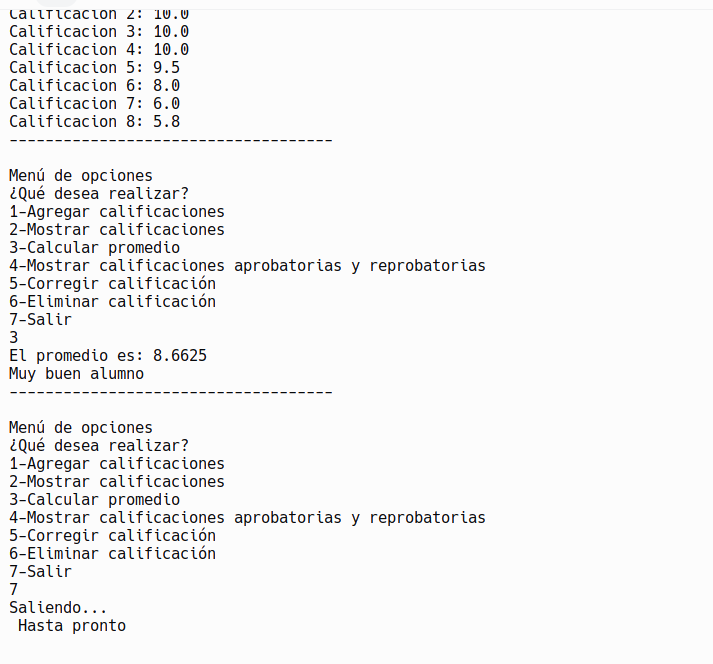 Calificacion 2: 10.0
Calificacion 3: 10.0
Calificacion 4: 10.0
Calificacion 5: 9.5
Calificacion 6: 8.0
Calificacion 7: 6.0
Calificacion 8: 5.8
------------------------------------
Menú de opciones
¿Qué desea realizar?
1-Agregar calificaciones
2-Mostrar calificaciones
3-Calcular promedio
4-Mostrar calificaciones aprobatorias y reprobatorias
5-Corregir calificación
6-Eliminar calificación
7-Salir
3
El promedio es: 8.6625
Muy buen alumno
------------------------------------
Menú de opciones
¿Qué desea realizar?
1-Agregar calificaciones
2-Mostrar calificaciones
3-Calcular promedio
4-Mostrar calificaciones aprobatorias y reprobatorias
5-Corregir calificación
6-Eliminar calificación
7-Salir
7
Saliendo...
 Hasta pronto